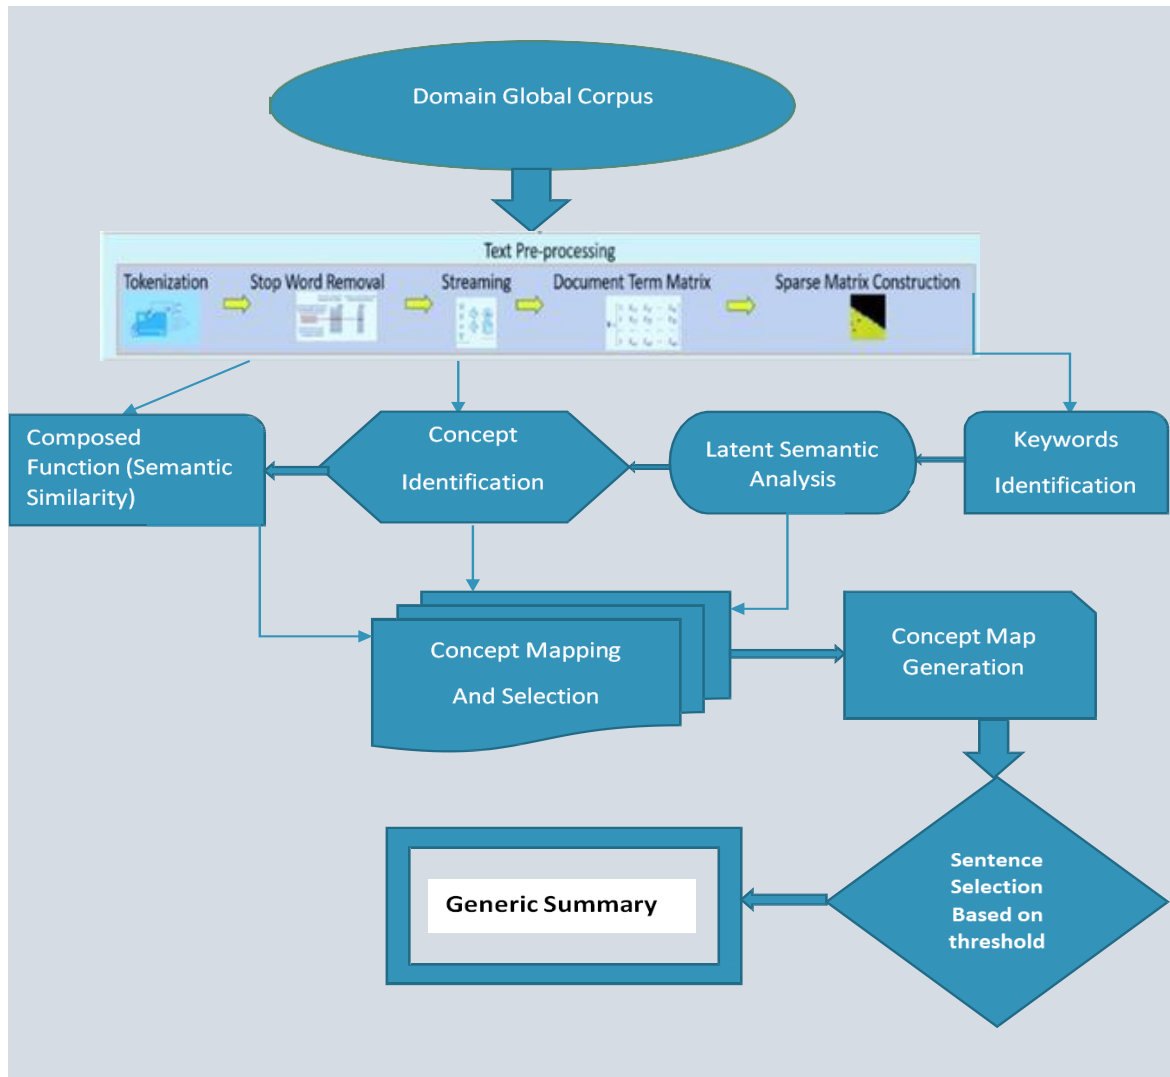 Domain Global Corpus
Text Pre-processing
Tokenization
Stop Word Removal
Streaming
Document Term Matrix
Sparse Matrix Construction
Composed
Function (Semantic
Similarity)
Concept
Identification
Latent Semantic
Analysis
Keywords
Identification
Concept Mapping
And Selection
Concept Map
Generation
Sentence
Selection
Based on
threshold
Generic Summary